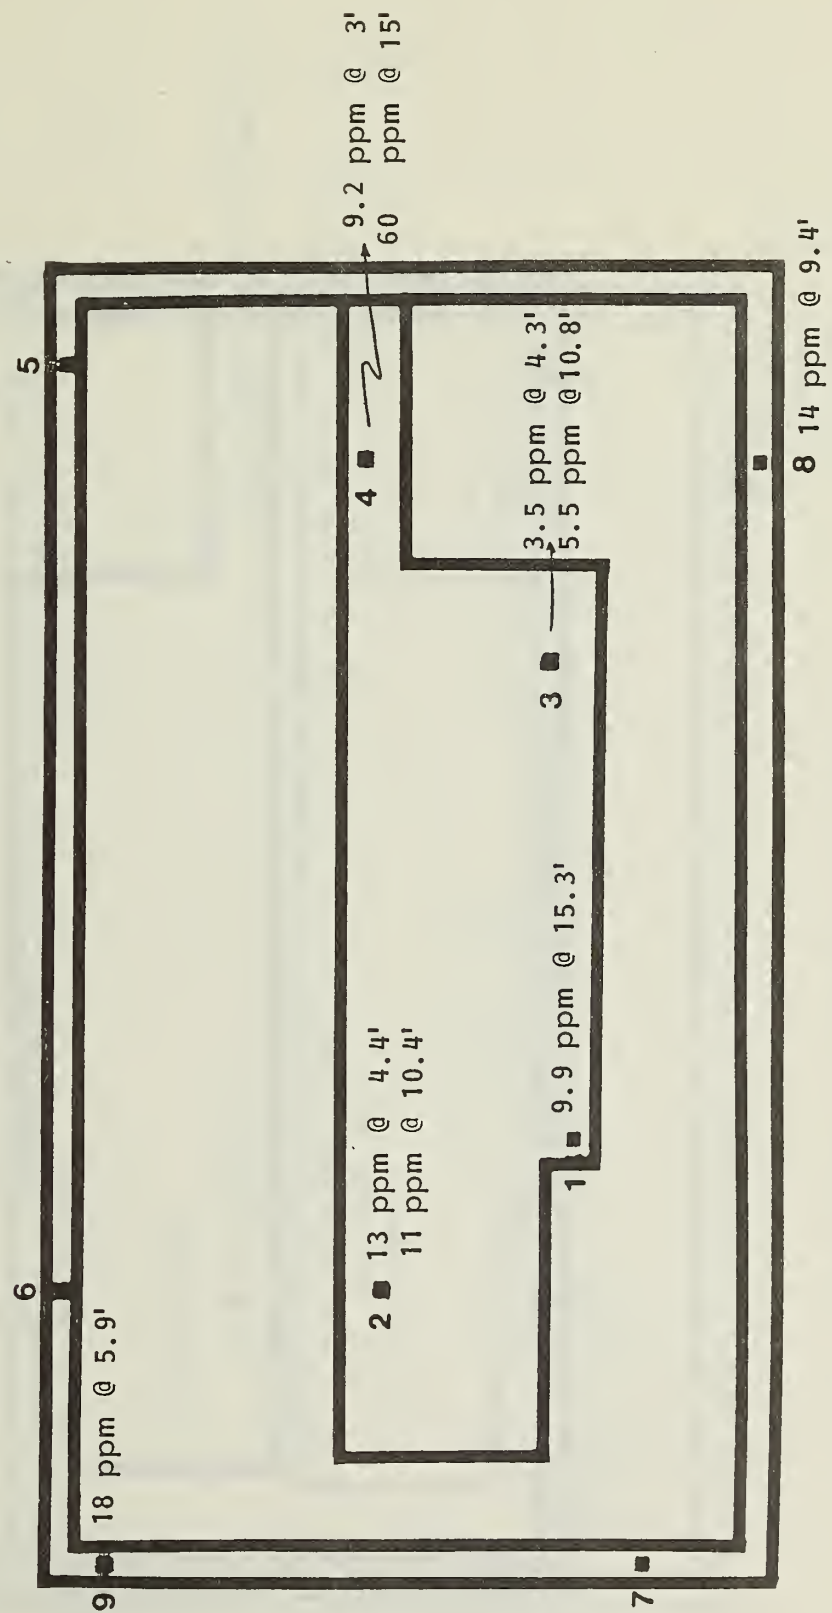 5
6
9.2 ppm @ 3'
60 ppm @ 15'
4
18 ppm @ 5.9'
9
2
13 ppm @ 4.4'
11 ppm @ 10.4'
3.5 ppm @ 4.3'
5.5 ppm @10.8'
3
1
9.9 ppm @ 15.3'
7
8
14 ppm @ 9.4'